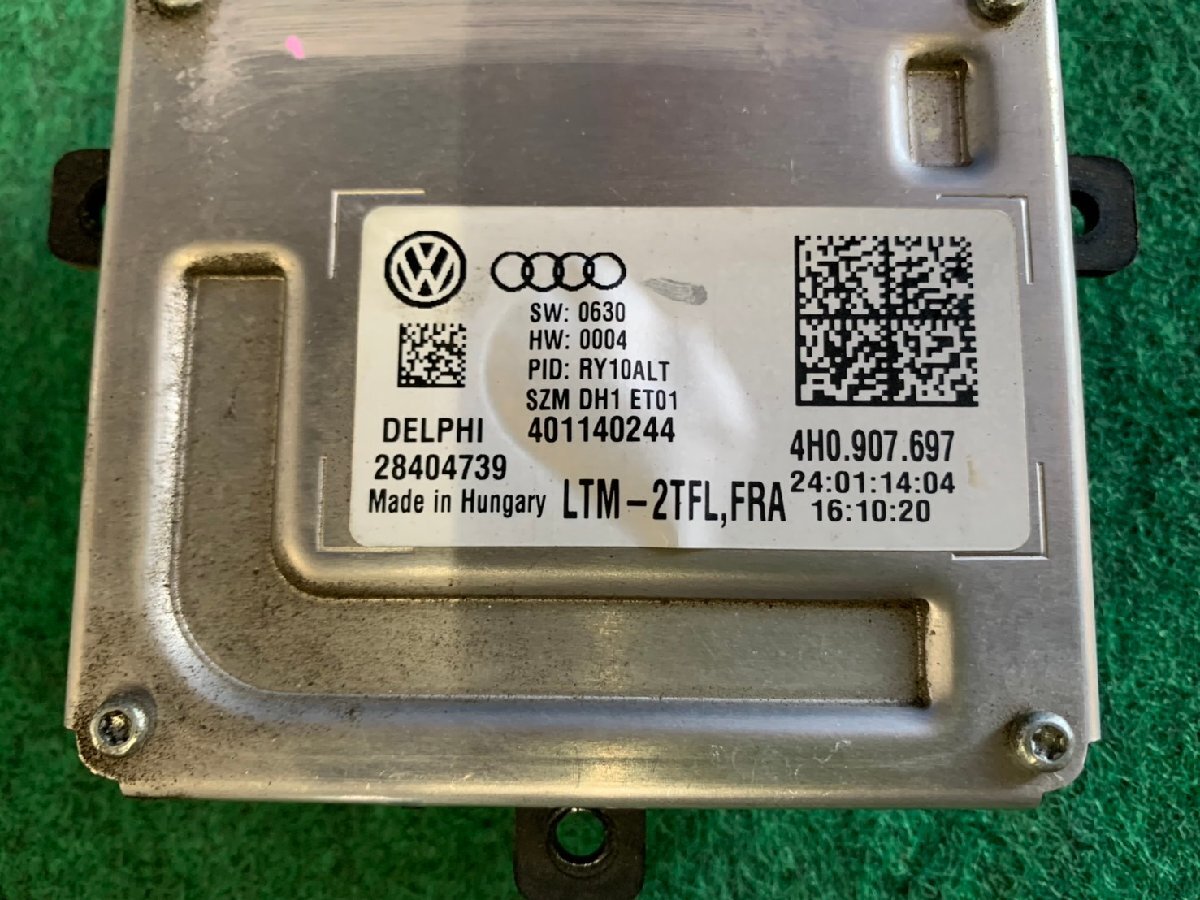 SW: 0630
HW: 0004
PID: RY10ALT
SZM DH1 ET01
DELPHI 401140244
28404739
Made in Hungary LTM-2TFL,FRA
4H0.907.697
24:01:14:04
16:10:20